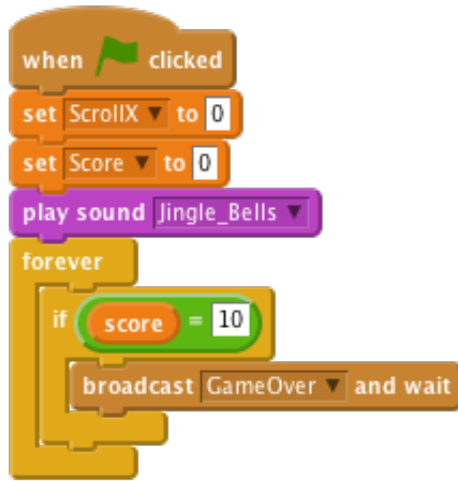 when clicked
set ScrollX to 0
set Score to 0
play sound Jingle_Bells
forever
if score = 10
broadcast GameOver and wait